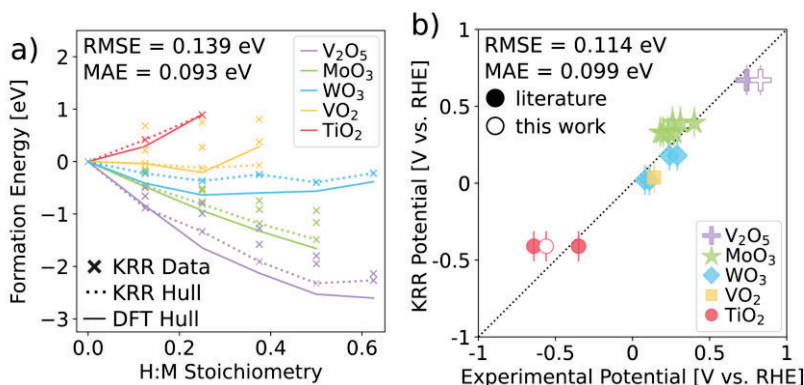 a)
RMSE = 0.139 eV
MAE = 0.093 eV
V₂O₅
MoO₃
WO₃
VO₂
TiO₂
2
1
0
−1
−2
−3
Formation Energy [eV]
KRR Data
KRR Hull
DFT Hull
0.0
0.2
0.4
0.6
H:M Stoichiometry
b)
RMSE = 0.114 eV
MAE = 0.099 eV
literature
this work
1
0.5
0
-0.5
-1
KRR Potential [V vs. RHE]
V₂O₅
MoO₃
WO₃
VO₂
TiO₂
-1
-0.5
0
0.5
1
Experimental Potential [V vs. RHE]